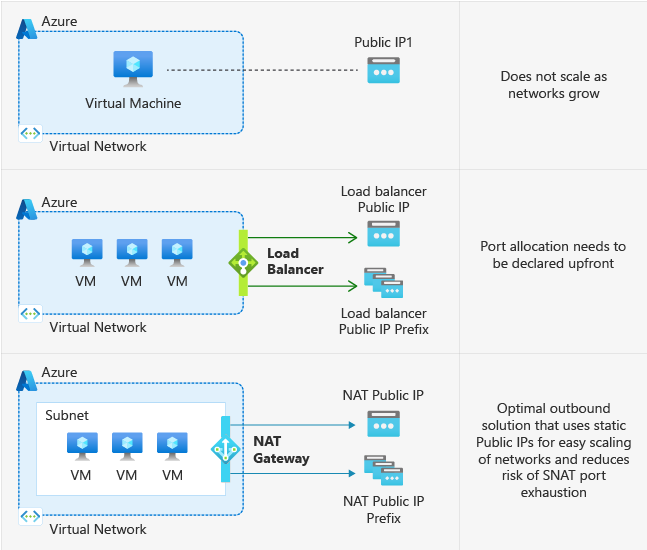 Azure
Public IP1
Virtual Machine
Virtual Network
Does not scale as
networks grow
Azure
Load balancer
Public IP
VM
VM
VM
Load
Balancer
Load balancer
Public IP Prefix
Virtual Network
Port allocation needs to
be declared upfront
Azure
Subnet
NAT Public IP
VM
VM
VM
NAT
Gateway
NAT Public IP
Prefix
Virtual Network
Optimal outbound
solution that uses static
Public IPs for easy scaling
of networks and reduces
risk of SNAT port
exhaustion